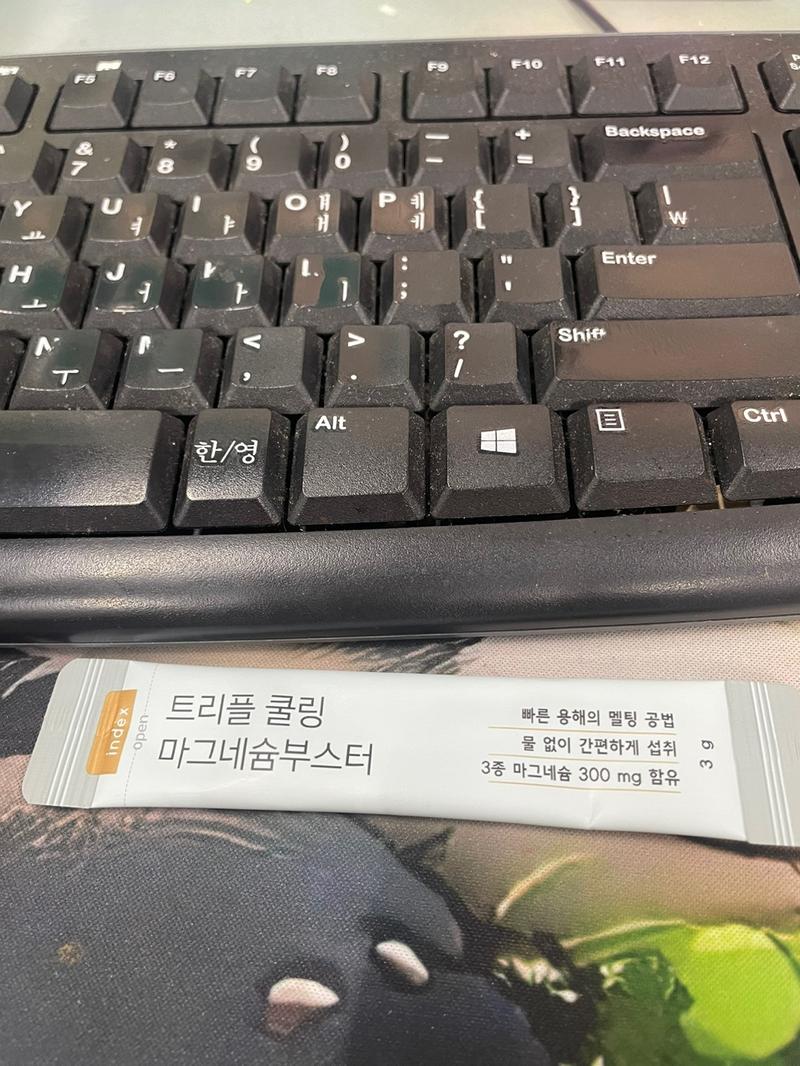 F5 F6 F7 F8 F9 F10 F11 F12
& 7 * 8 ( 9 ) 0 — - + = Backspace
Y ㅛ U ㅕ I ㅑ O ㅒ ㅐ P ㅖ ㅔ { [ } ] | ₩
H ㅗ J ㅓ ㅏ ㅣ : ; " ' Enter
N ㅜ ㅡ < , > . ? / Shift
한/영 Alt Ctrl
index
open
트리플 쿨링
마그네슘부스터
빠른 용해의 멜팅 공법
물 없이 간편하게 섭취
3종 마그네슘 300 mg 함유
3 g